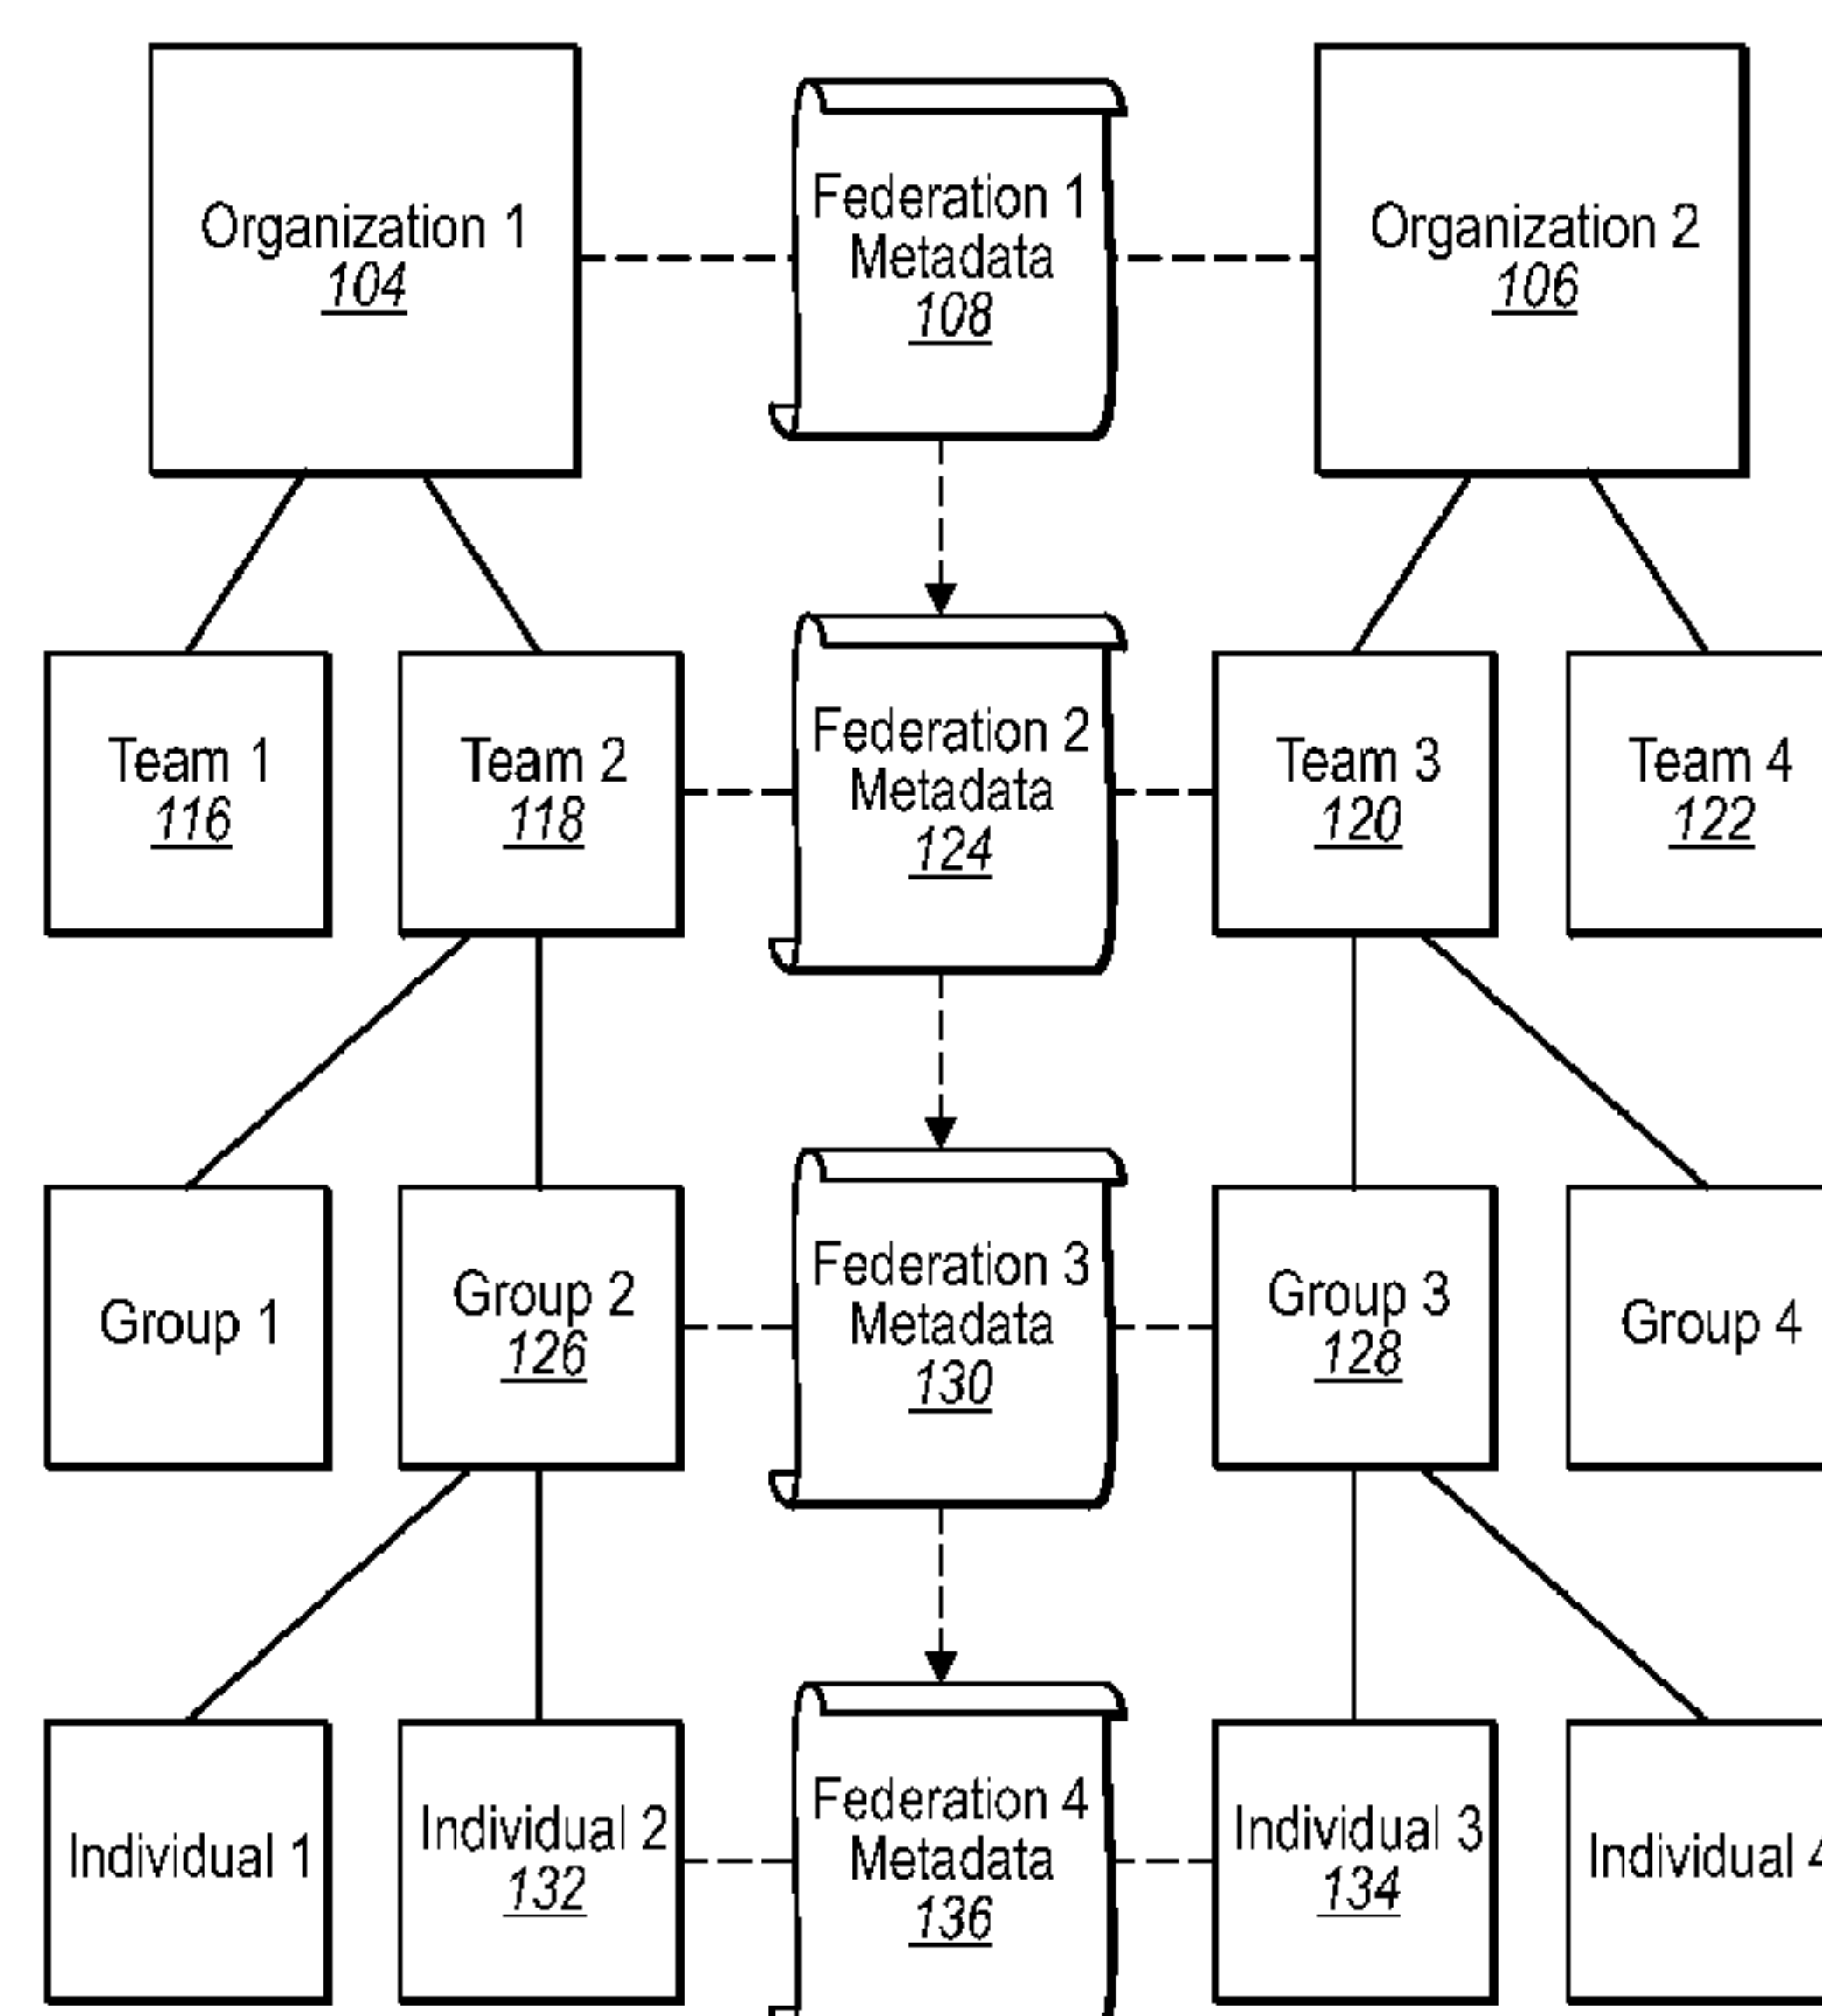 Organization 1
104
Federation 1
Metadata
108
Organization 2
106
Team 1
116
Team 2
118
Federation 2
Metadata
124
Team 3
120
Team 4
122
Group 1
Group 2
126
Federation 3
Metadata
130
Group 3
128
Group 4
Individual 1
Individual 2
132
Federation 4
Metadata
136
Individual 3
134
Individual 4